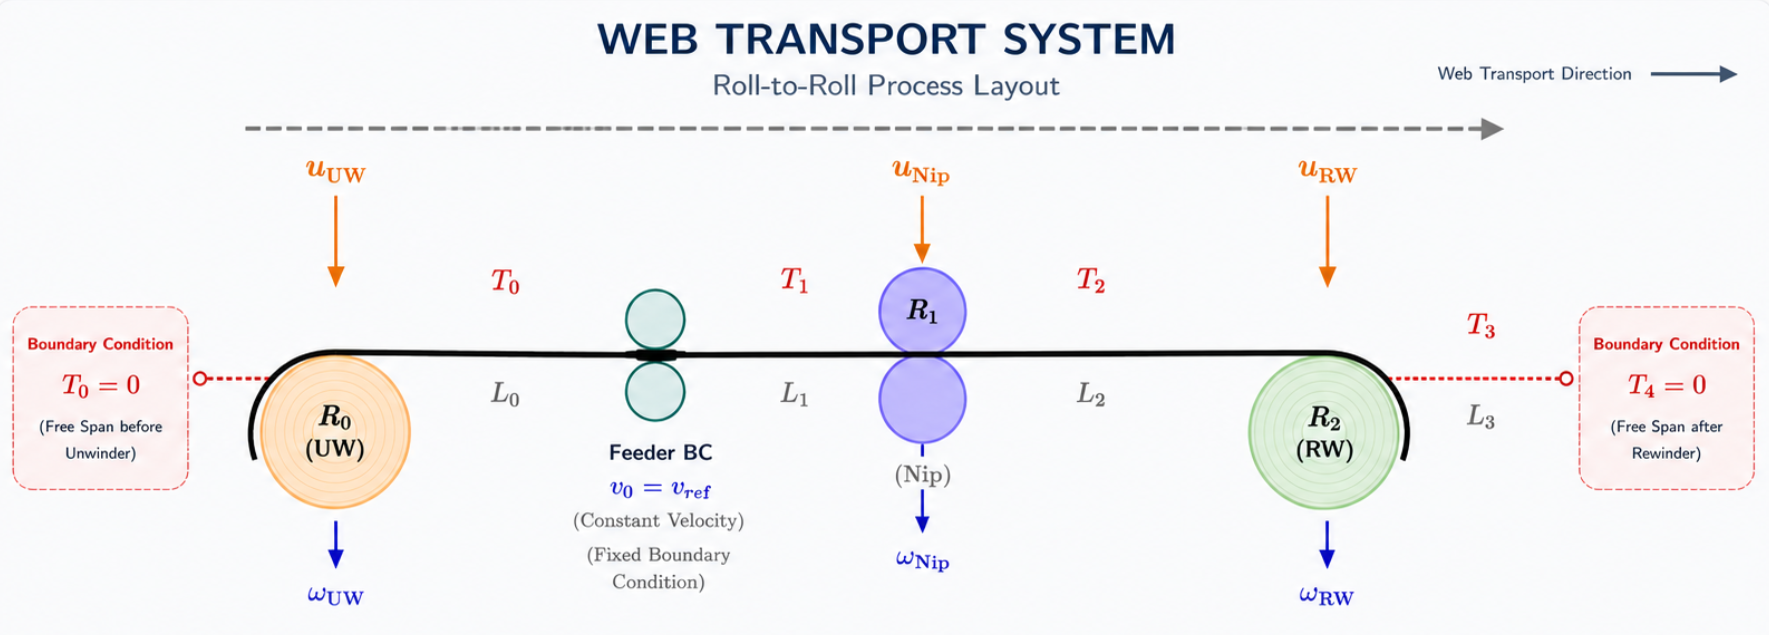 WEB TRANSPORT SYSTEM
Roll-to-Roll Process Layout
Web Transport Direction
u_UW
u_Nip
u_RW
T_0
T_1
T_2
T_3
R_1
Boundary Condition
T_0 = 0
(Free Span before
Unwinder)
L_0
L_1
L_2
L_3
R_0
(UW)
R_2
(RW)
Boundary Condition
T_4 = 0
(Free Span after
Rewinder)
Feeder BC
v_0 = v_ref
(Constant Velocity)
(Fixed Boundary
Condition)
(Nip)
ω_Nip
ω_UW
ω_RW